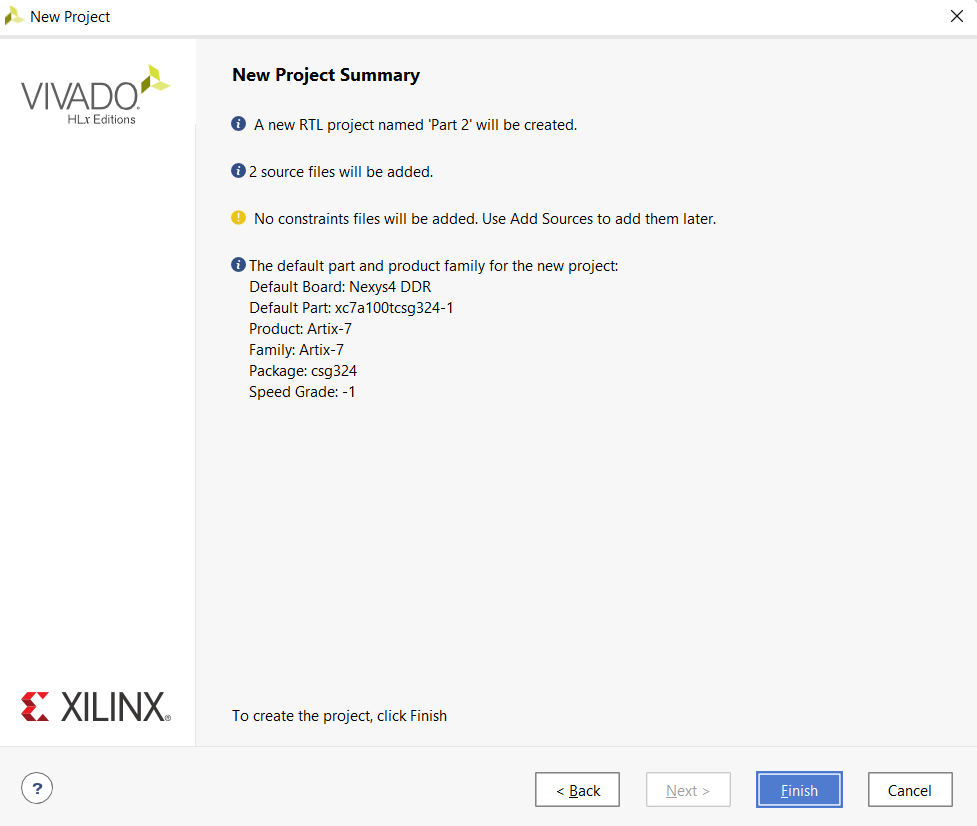 New Project
VIVADO
HLx Editions
New Project Summary
A new RTL project named 'Part 2' will be created.
2 source files will be added.
No constraints files will be added. Use Add Sources to add them later.
The default part and product family for the new project:
Default Board: Nexys4 DDR
Default Part: xc7a100tcsg324-1
Product: Artix-7
Family: Artix-7
Package: csg324
Speed Grade: -1
XILINX®
To create the project, click Finish
?
< Back
Next >
Finish
Cancel